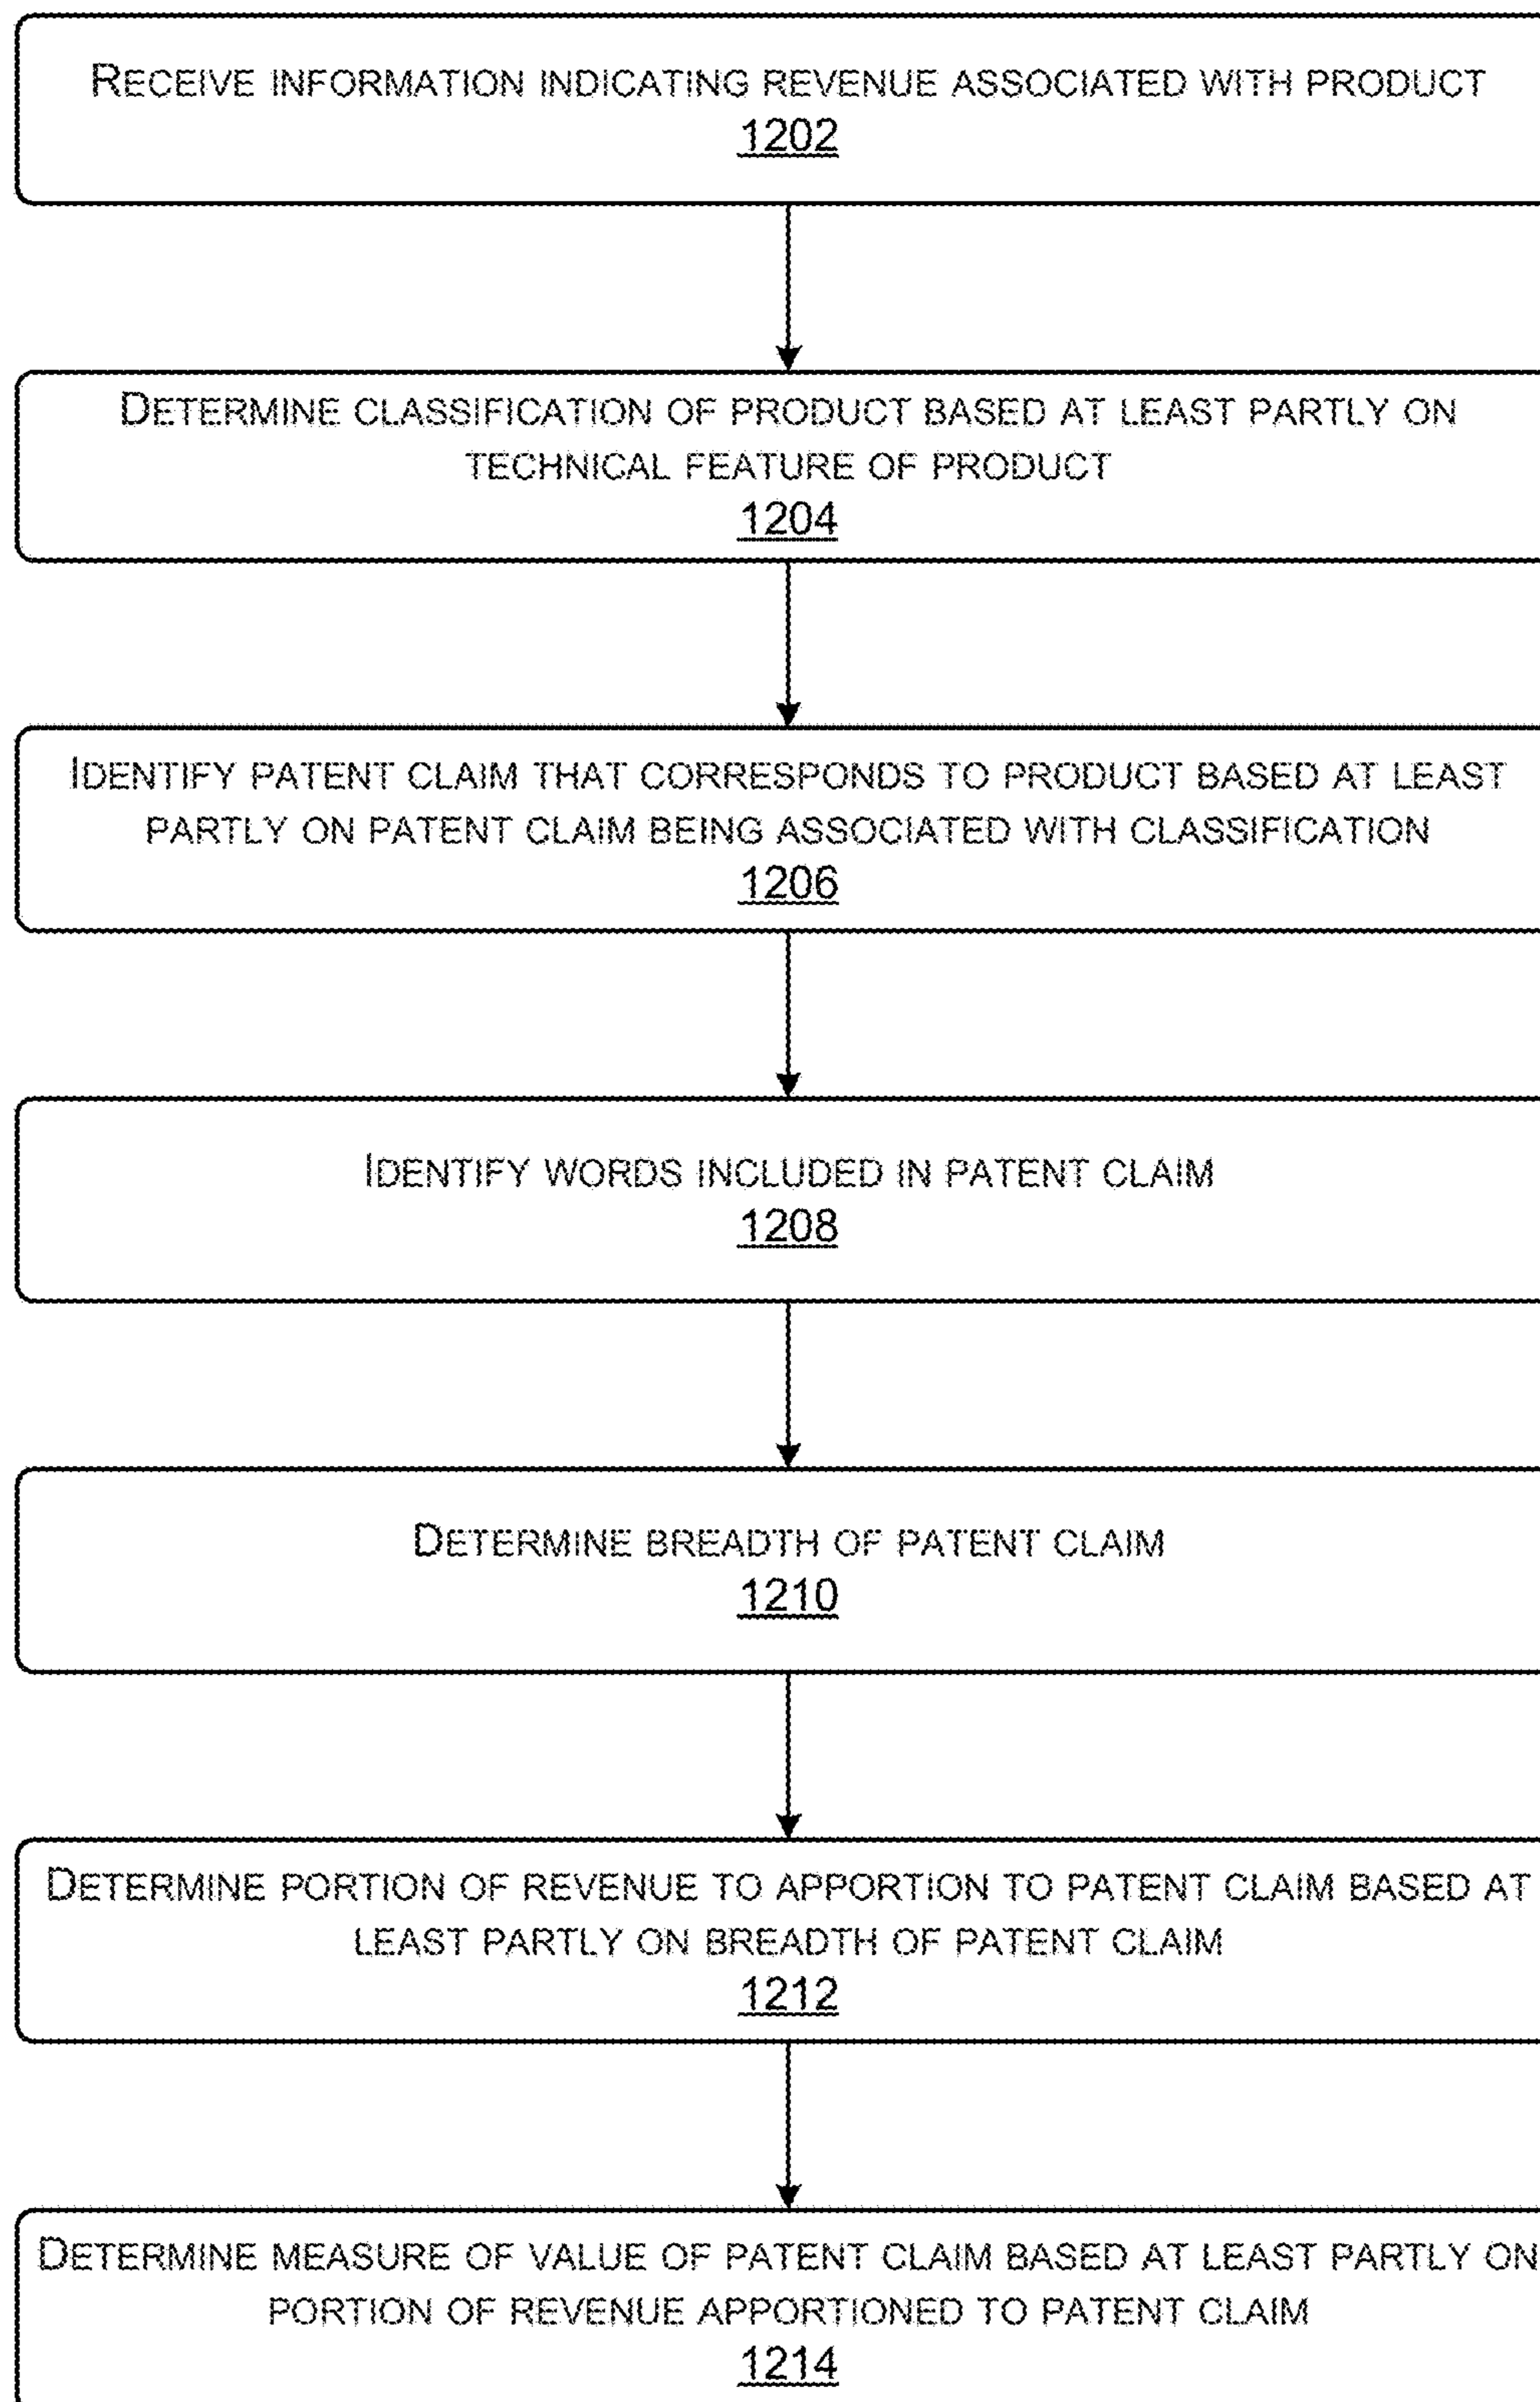 RECEIVE INFORMATION INDICATING REVENUE ASSOCIATED WITH PRODUCT
1202
DETERMINE CLASSIFICATION OF PRODUCT BASED AT LEAST PARTLY ON
TECHNICAL FEATURE OF PRODUCT
1204
IDENTIFY PATENT CLAIM THAT CORRESPONDS TO PRODUCT BASED AT LEAST
PARTLY ON PATENT CLAIM BEING ASSOCIATED WITH CLASSIFICATION
1206
IDENTIFY WORDS INCLUDED IN PATENT CLAIM
1208
DETERMINE BREADTH OF PATENT CLAIM
1210
DETERMINE PORTION OF REVENUE TO APPORTION TO PATENT CLAIM BASED AT
LEAST PARTLY ON BREADTH OF PATENT CLAIM
1212
DETERMINE MEASURE OF VALUE OF PATENT CLAIM BASED AT LEAST PARTLY ON
PORTION OF REVENUE APPORTIONED TO PATENT CLAIM
1214